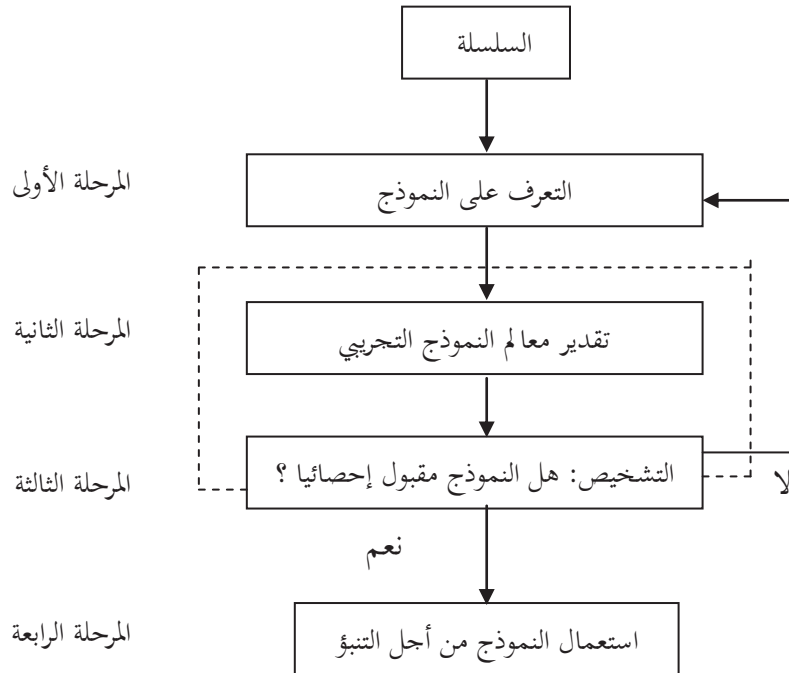 السلسلة
المرحلة الأولى
التعرف على النموذج
المرحلة الثانية
تقدير معالم النموذج التجريبي
المرحلة الثالثة
التشخيص: هل النموذج مقبول إحصائيا ؟
لا
نعم
المرحلة الرابعة
استعمال النموذج من أجل التنبؤ